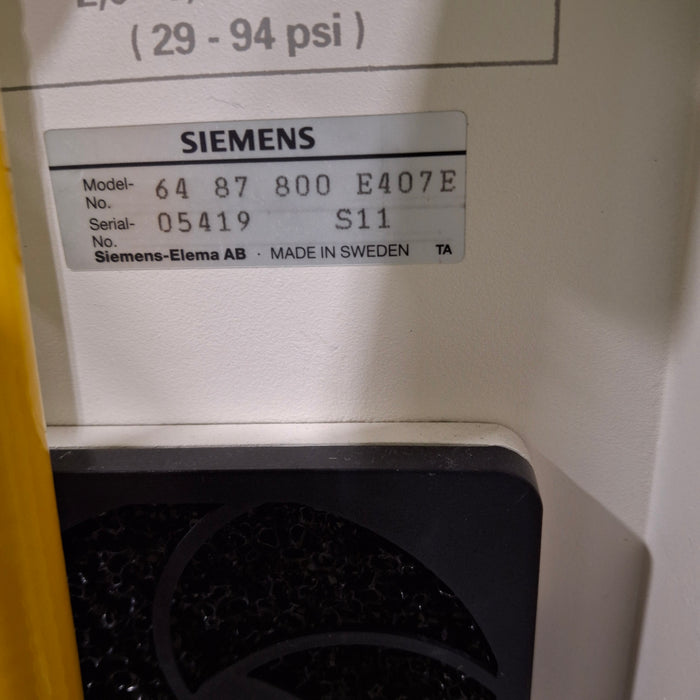 ( 29 - 94 psi )
SIEMENS
Model-No. 64 87 800 E407E
Serial-No. 05419 S11
Siemens-Elema AB · MADE IN SWEDEN TA